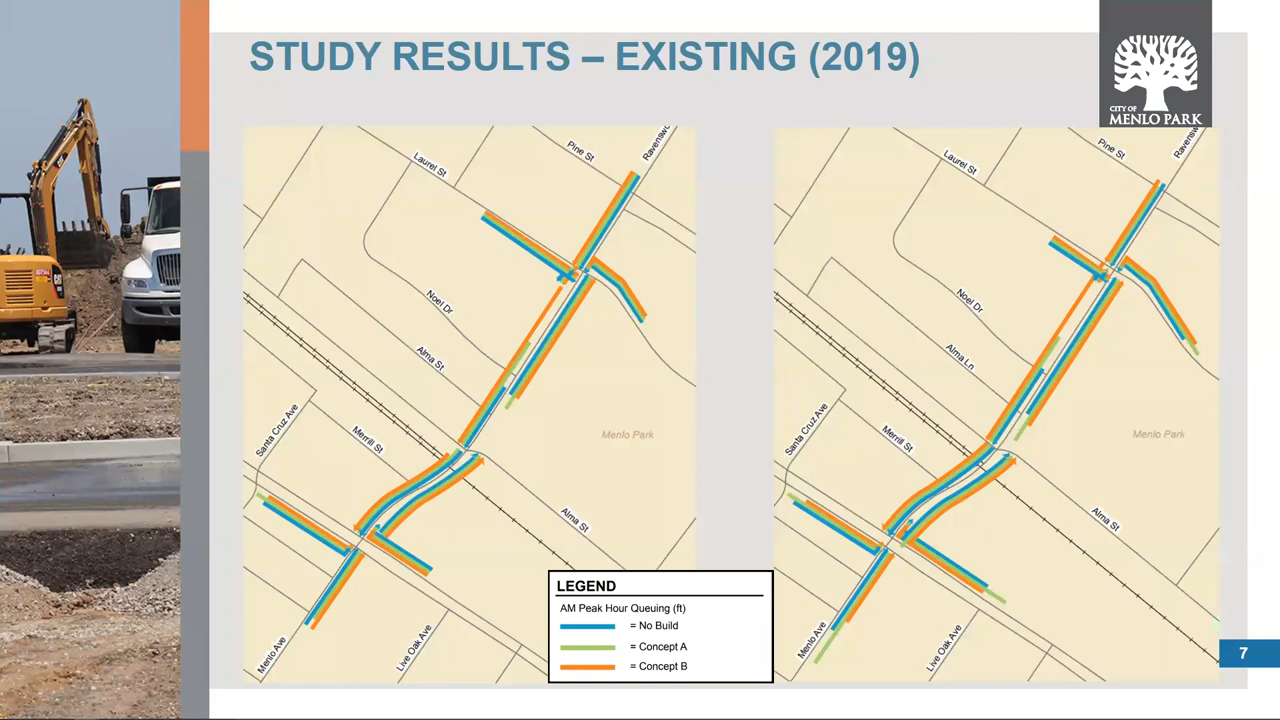 STUDY RESULTS – EXISTING (2019)
CITY OF
MENLO PARK
Laurel St
Pine St
Noel Dr
Alma St
Santa Cruz Ave
Merrill St
Menlo Park
Alma St
Menlo Ave
Live Oak Ave
Laurel St
Pine St
Noel Dr
Alma Ln
Santa Cruz Ave
Merrill St
Menlo Park
Alma St
Menlo Ave
Live Oak Ave
LEGEND
AM Peak Hour Queuing (ft)
= No Build
= Concept A
= Concept B
7